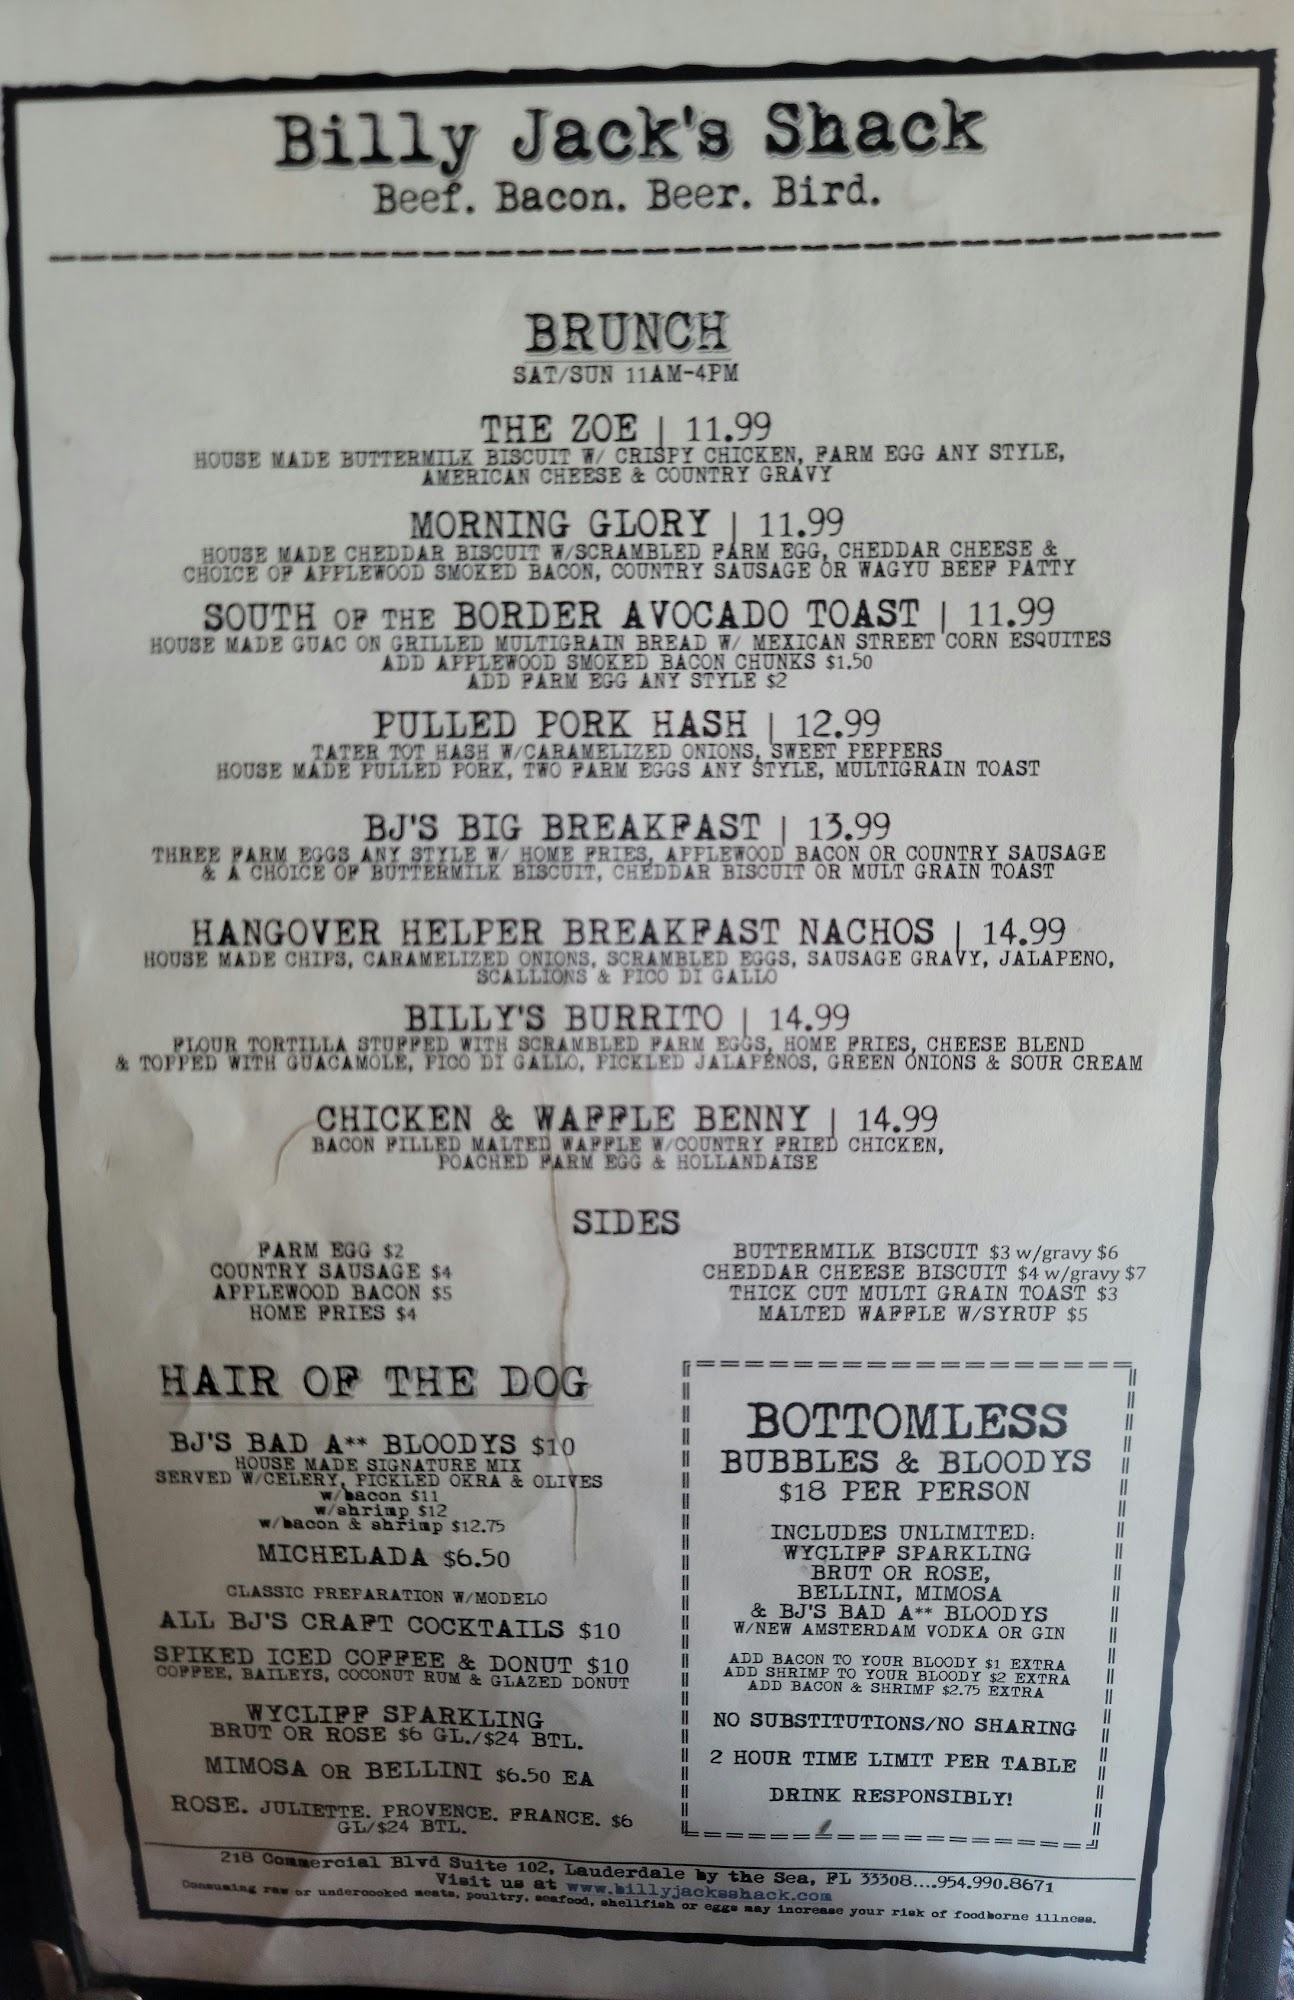 Billy Jack's Shack
Beef. Bacon. Beer. Bird.
BRUNCH
SAT/SUN 11AM-4PM
THE ZOE | 11.99
HOUSE MADE BUTTERMILK BISCUIT W/ CRISPY CHICKEN, FARM EGG ANY STYLE,
AMERICAN CHEESE & COUNTRY GRAVY
MORNING GLORY | 11.99
HOUSE MADE CHEDDAR BISCUIT W/SCRAMBLED FARM EGG, CHEDDAR CHEESE &
CHOICE OF APPLEWOOD SMOKED BACON, COUNTRY SAUSAGE OR WAGYU BEEF PATTY
SOUTH OF THE BORDER AVOCADO TOAST | 11.99
HOUSE MADE GUAC ON GRILLED MULTIGRAIN BREAD W/ MEXICAN STREET CORN ESQUITES
ADD APPLEWOOD SMOKED BACON CHUNKS $1.50
ADD FARM EGG ANY STYLE $2
PULLED PORK HASH | 12.99
TATER TOT HASH W/CARAMELIZED ONIONS, SWEET PEPPERS
HOUSE MADE PULLED PORK, TWO FARM EGGS ANY STYLE, MULTIGRAIN TOAST
BJ'S BIG BREAKFAST | 13.99
THREE FARM EGGS ANY STYLE W/ HOME FRIES, APPLEWOOD BACON OR COUNTRY SAUSAGE
& A CHOICE OF BUTTERMILK BISCUIT, CHEDDAR BISCUIT OR MULT GRAIN TOAST
HANGOVER HELPER BREAKFAST NACHOS | 14.99
HOUSE MADE CHIPS, CARAMELIZED ONIONS, SCRAMBLED EGGS, SAUSAGE GRAVY, JALAPENO,
SCALLIONS & PICO DI GALLO
BILLY'S BURRITO | 14.99
FLOUR TORTILLA STUFFED WITH SCRAMBLED FARM EGGS, HOME FRIES, CHEESE BLEND
& TOPPED WITH GUACAMOLE, PICO DI GALLO, PICKLED JALAPENOS, GREEN ONIONS & SOUR CREAM
CHICKEN & WAFFLE BENNY | 14.99
BACON FILLED MALTED WAFFLE W/COUNTRY FRIED CHICKEN,
POACHED FARM EGG & HOLLANDAISE
SIDES
FARM EGG $2
COUNTRY SAUSAGE $4
APPLEWOOD BACON $5
HOME FRIES $4
BUTTERMILK BISCUIT $3 w/gravy $6
CHEDDAR CHEESE BISCUIT $4 w/gravy $7
THICK CUT MULTI GRAIN TOAST $3
MALTED WAFFLE W/SYRUP $5
HAIR OF THE DOG
BJ'S BAD A** BLOODYS $10
HOUSE MADE SIGNATURE MIX
SERVED W/CELERY, PICKLED OKRA & OLIVES
w/bacon $11
w/shrimp $12
w/bacon & shrimp $12.75
MICHELADA $6.50
CLASSIC PREPARATION W/MODELO
ALL BJ'S CRAFT COCKTAILS $10
SPIKED ICED COFFEE & DONUT $10
COFFEE, BAILEYS, COCONUT RUM & GLAZED DONUT
WYCLIFF SPARKLING
BRUT OR ROSE $6 GL./$24 BTL.
MIMOSA OR BELLINI $6.50 EA
ROSE. JULIETTE. PROVENCE. FRANCE. $6
GL/$24 BTL.
BOTTOMLESS
BUBBLES & BLOODYS
$18 PER PERSON
INCLUDES UNLIMITED:
WYCLIFF SPARKLING
BRUT OR ROSE,
BELLINI, MIMOSA
& BJ'S BAD A** BLOODYS
W/NEW AMSTERDAM VODKA OR GIN
ADD BACON TO YOUR BLOODY $1 EXTRA
ADD SHRIMP TO YOUR BLOODY $2 EXTRA
ADD BACON & SHRIMP $2.75 EXTRA
NO SUBSTITUTIONS/NO SHARING
2 HOUR TIME LIMIT PER TABLE
DRINK RESPONSIBLY!
218 Commercial Blvd Suite 102, Lauderdale by the Sea, FL 33308....954.990.8671
Visit us at www.billyjacksshack.com
Consuming raw or undercooked meats, poultry, seafood, shellfish or eggs may increase your risk of foodborne illness.